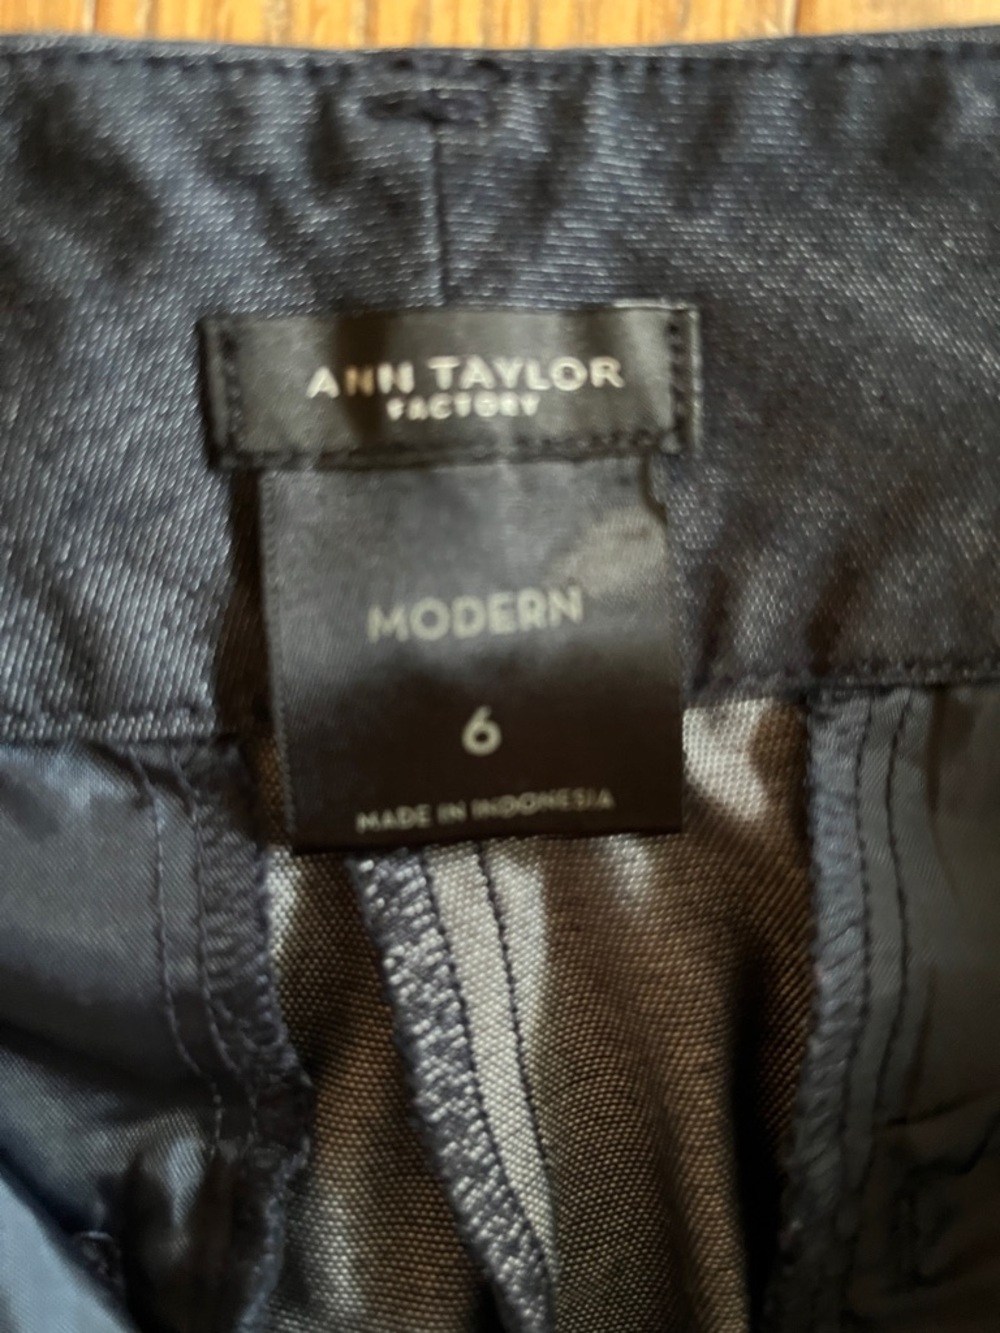 ANN TAYLOR
FACTORY
MODERN
6
MADE IN INDONESIA